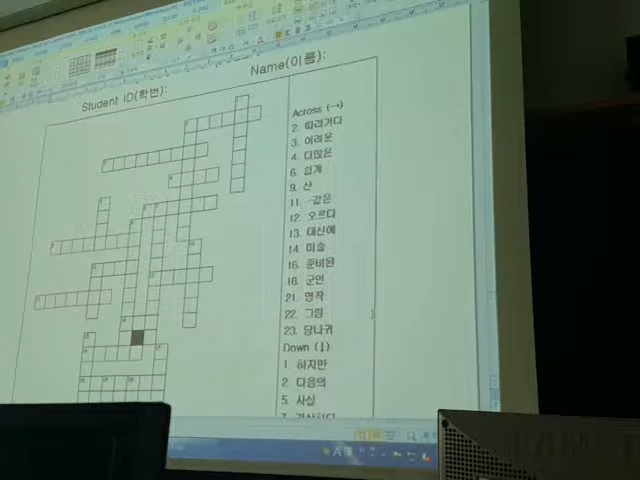 Student ID(학번):
Name(이름):
Across (→)
2. 따라가다
3. 어려운
4. 더많은
6. 쉽게
9. 산
11. ~같은
12. 오르다
13. 대신에
14. 미술
16. 준비된
18. 군인
21. 명작
22. 그림
23. 당나귀
Down (↓)
1 하지만
2 다음의
5. 사실